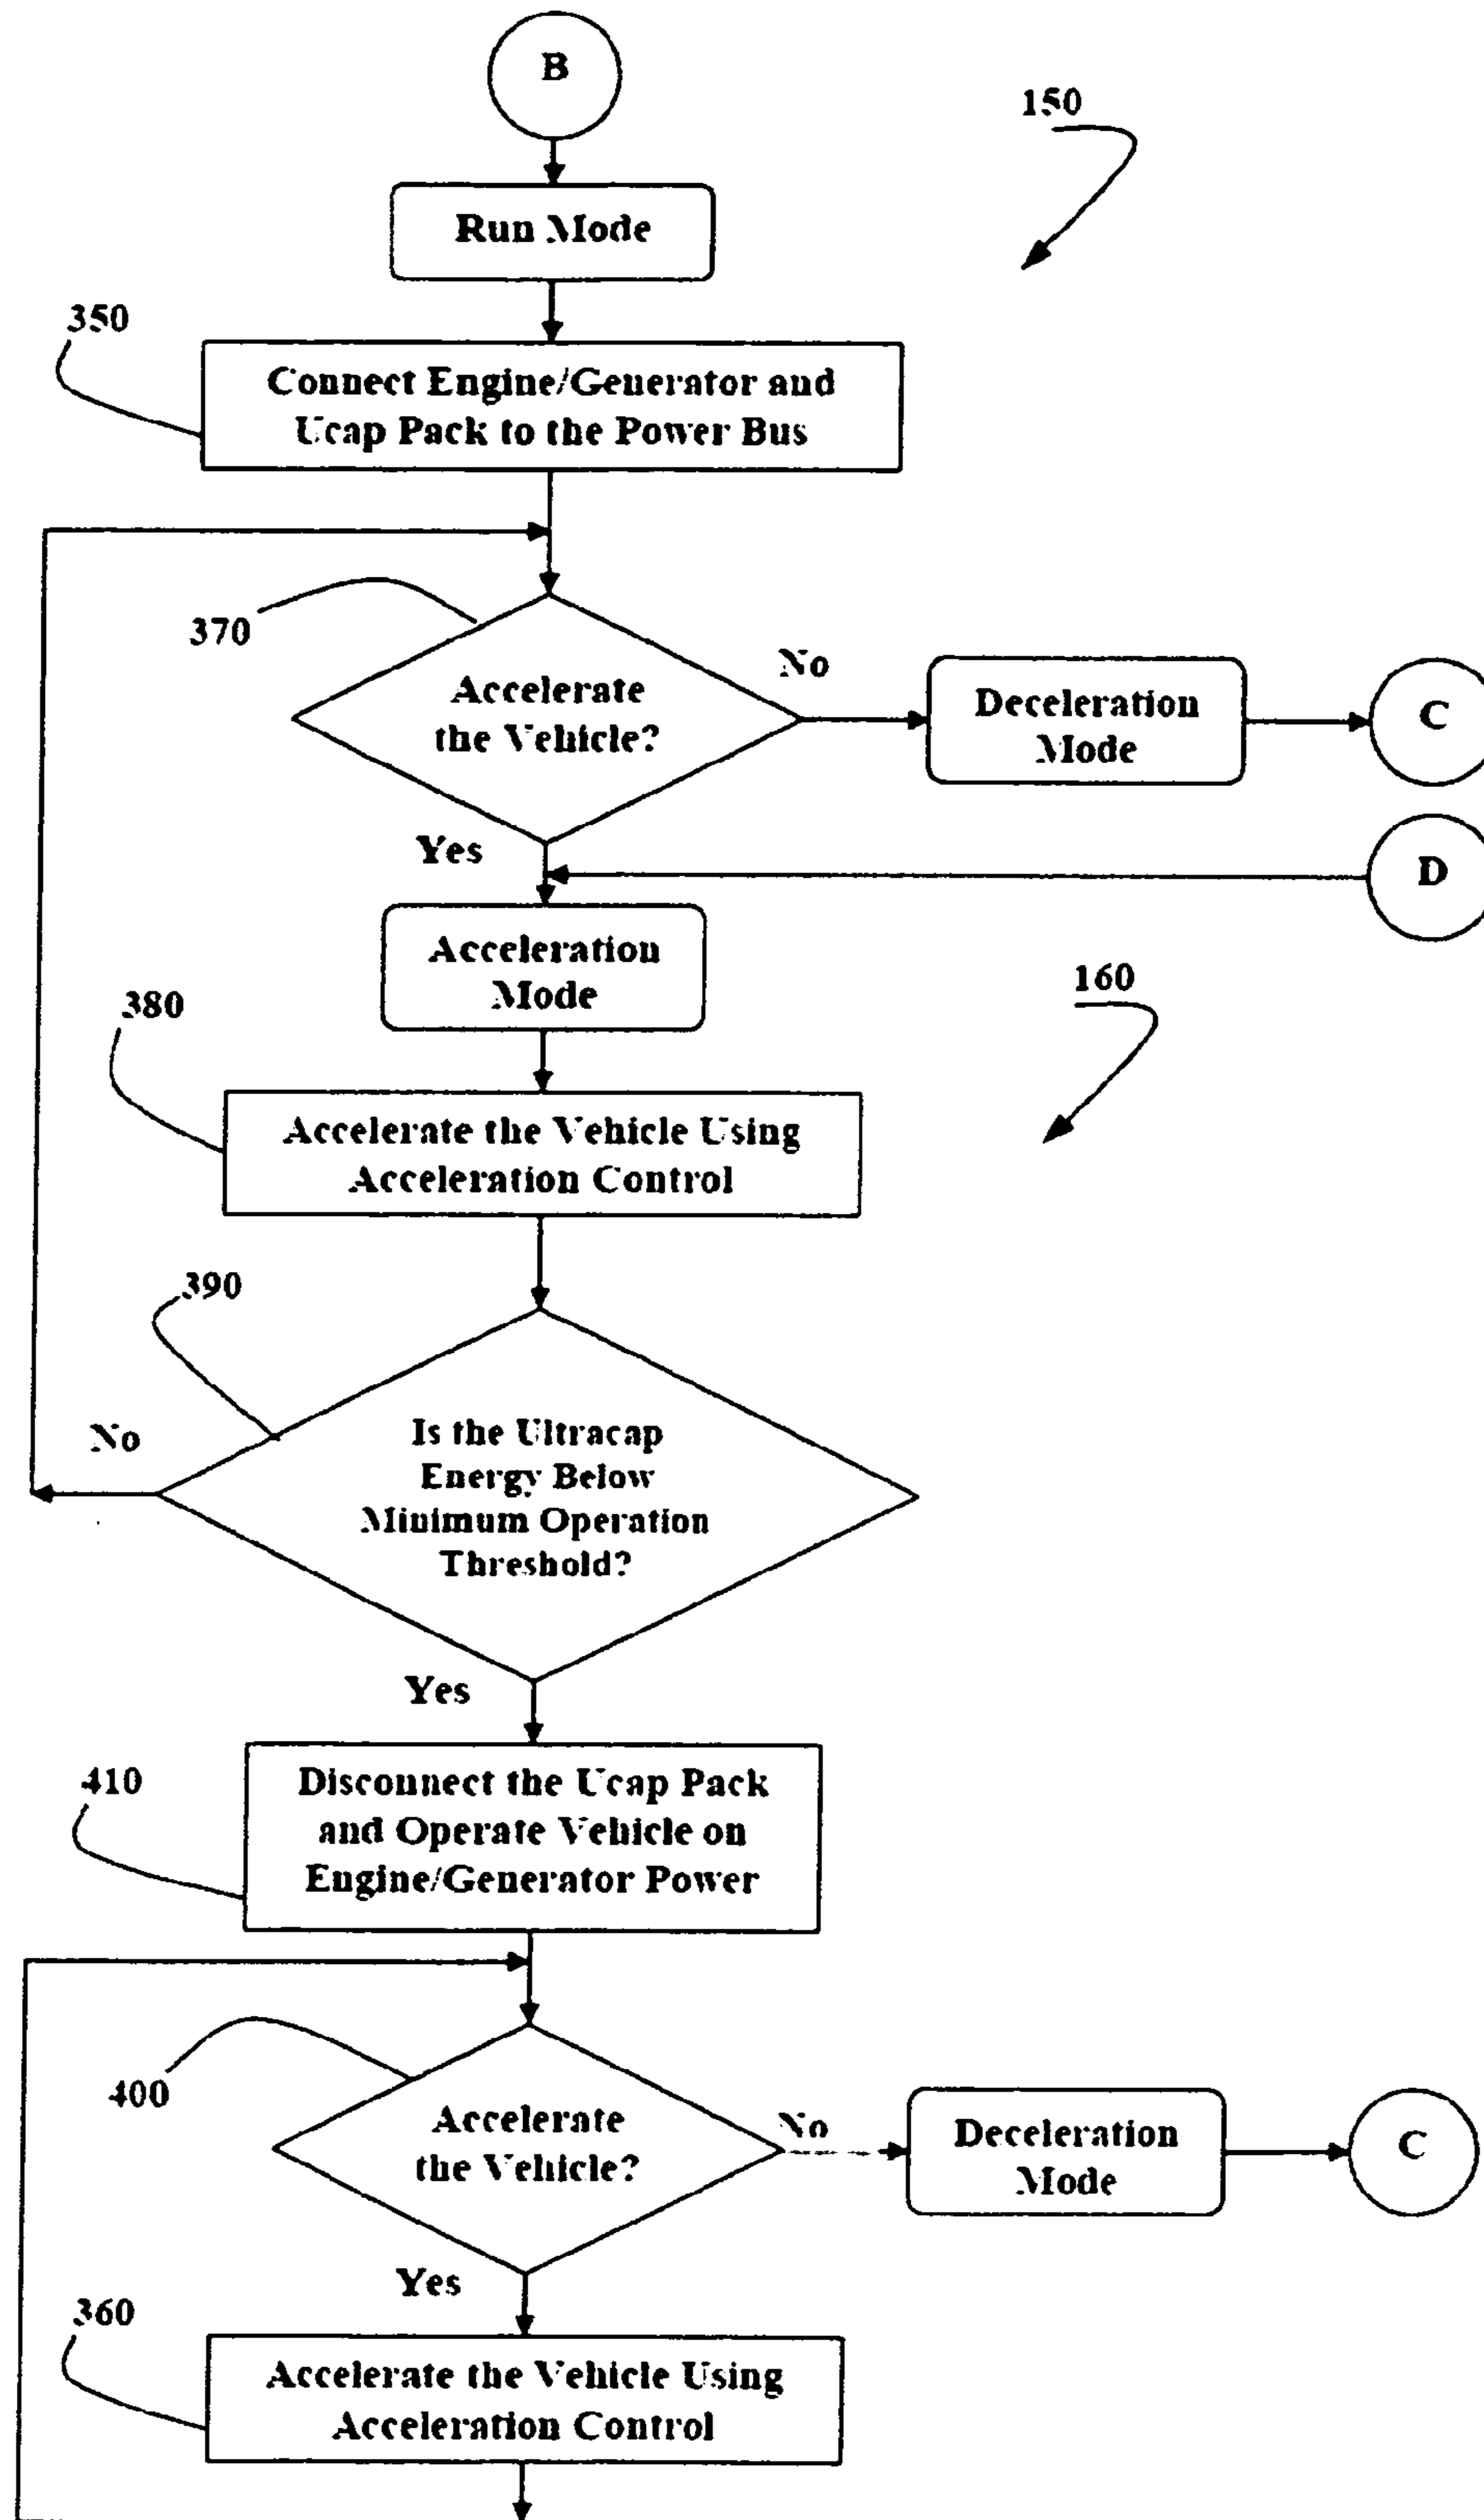 B
150
Run Mode
350
Connect Engine/Generator and
Ucap Pack to the Power Bus
370
Accelerate
the Vehicle?
No
Deceleration
Mode
C
Yes
D
Acceleration
Mode
160
380
Accelerate the Vehicle Using
Acceleration Control
390
Is the Ultracap
Energy Below
Minimum Operation
Threshold?
No
Yes
410
Disconnect the Ucap Pack
and Operate Vehicle on
Engine/Generator Power
400
Accelerate
the Vehicle?
No
Deceleration
Mode
C
Yes
360
Accelerate the Vehicle Using
Acceleration Control